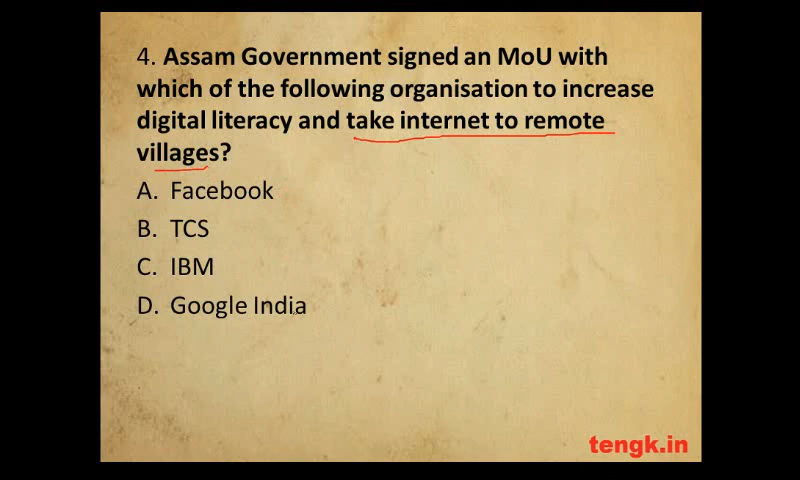 4. Assam Government signed an MoU with
which of the following organisation to increase
digital literacy and take internet to remote
villages?
A. Facebook
B. TCS
C. IBM
D. Google India
tengk.in